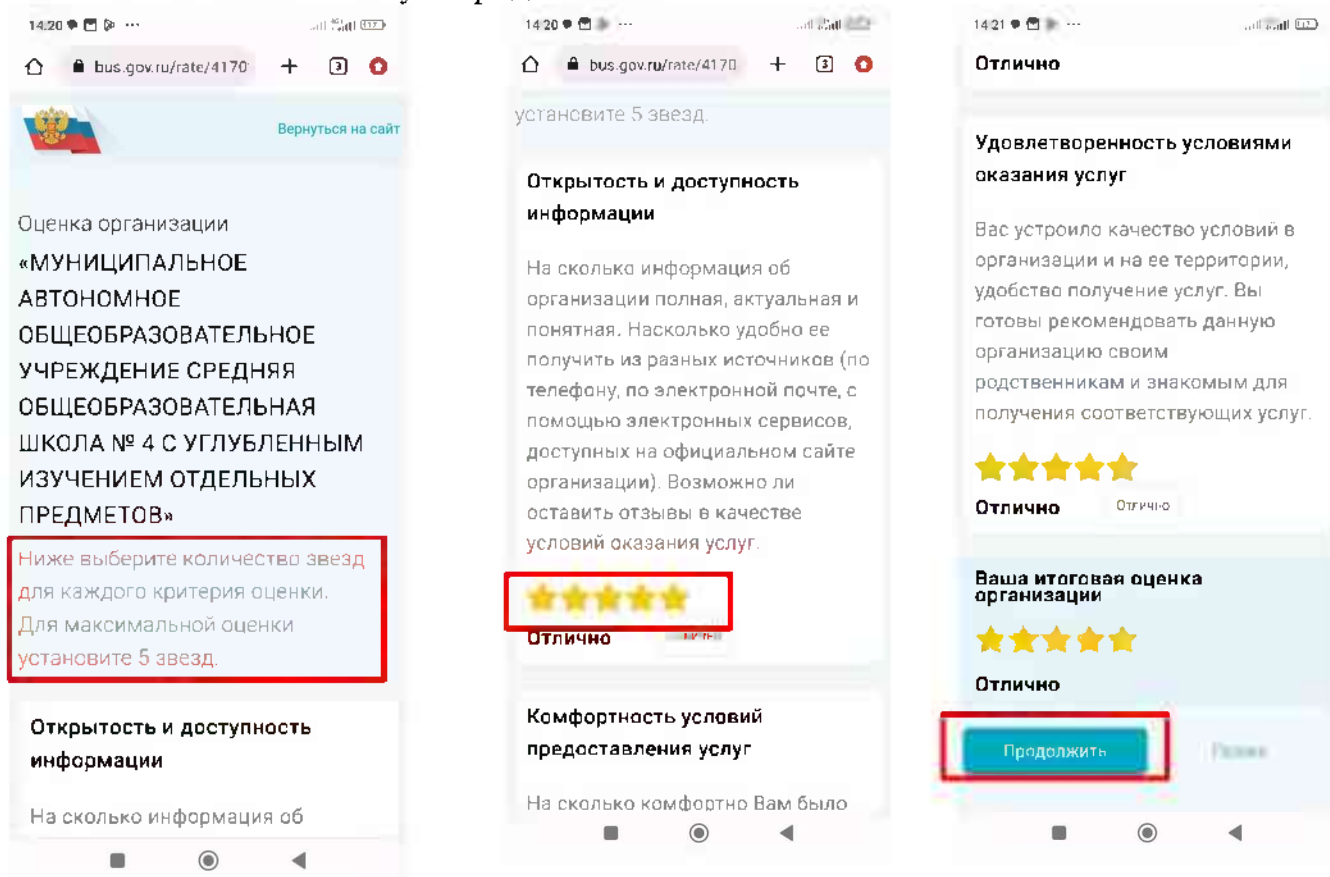 14:20
bus.gov.ru/rate/4170
3
Вернуться на сайт
Оценка организации
«МУНИЦИПАЛЬНОЕ
АВТОНОМНОЕ
ОБЩЕОБРАЗОВАТЕЛЬНОЕ
УЧРЕЖДЕНИЕ СРЕДНЯЯ
ОБЩЕОБРАЗОВАТЕЛЬНАЯ
ШКОЛА № 4 С УГЛУБЛЕННЫМ
ИЗУЧЕНИЕМ ОТДЕЛЬНЫХ
ПРЕДМЕТОВ»
Ниже выберите количество звезд
для каждого критерия оценки.
Для максимальной оценки
установите 5 звезд.
Открытость и доступность
информации
На сколько информация об
14:20
bus.gov.ru/rate/4170
3
установите 5 звезд.
Открытость и доступность
информации
На сколько информация об
организации полная, актуальная и
понятная. Насколько удобно ее
получить из разных источников (по
телефону, по электронной почте, с
помощью электронных сервисов,
доступных на официальном сайте
организации). Возможно ли
оставить отзывы в качестве
условий оказания услуг.
Отлично
Комфортность условий
предоставления услуг
На сколько комфортно Вам было
14:21
Отлично
Удовлетворенность условиями
оказания услуг
Вас устроило качество условий в
организации и на ее территории,
удобство получение услуг. Вы
готовы рекомендовать данную
организацию своим
родственникам и знакомым для
получения соответствующих услуг.
Отлично Отлично
Ваша итоговая оценка
организации
Отлично
Продолжить